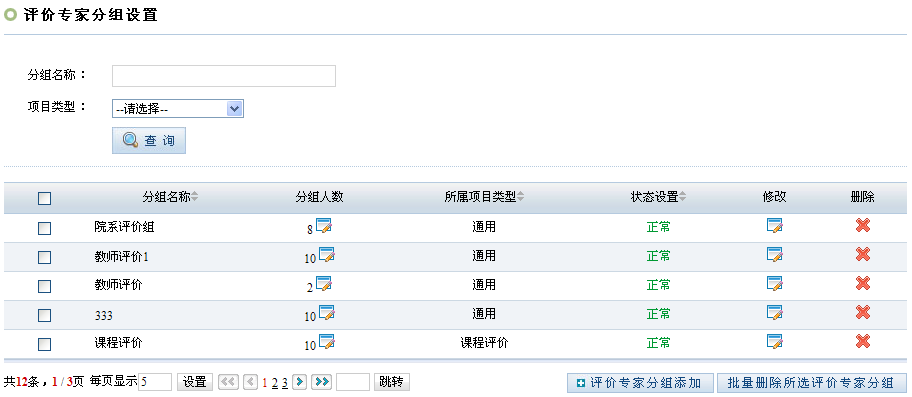 评价专家分组设置
分组名称：
项目类型： --请选择--
查 询
分组名称 分组人数 所属项目类型 状态设置 修改 删除
院系评价组 8 通用 正常
教师评价1 10 通用 正常
教师评价 2 通用 正常
333 10 通用 正常
课程评价 10 课程评价 正常
共12条，1 / 3页 每页显示 5 设置 1 2 3 跳转 评价专家分组添加 批量删除所选评价专家分组